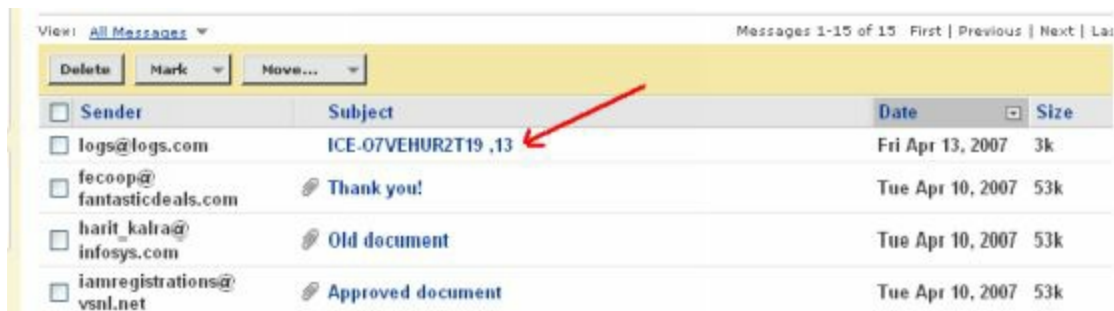 View: All Messages
Messages 1-15 of 15 First | Previous | Next | Las
Delete Mark Move...
Sender Subject Date Size
logs@logs.com ICE-O7VEHUR2T19 ,13 Fri Apr 13, 2007 3k
fecoop@
fantasticdeals.com Thank you! Tue Apr 10, 2007 53k
harit_kalra@
infosys.com Old document Tue Apr 10, 2007 53k
iamregistrations@
vsnl.net Approved document Tue Apr 10, 2007 53k